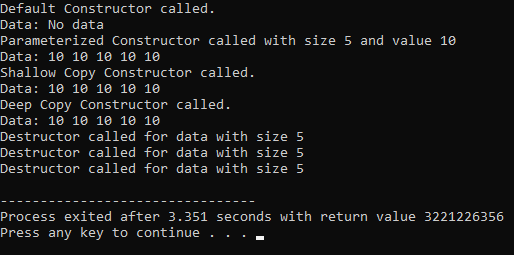 Default Constructor called.
Data: No data
Parameterized Constructor called with size 5 and value 10
Data: 10 10 10 10 10
Shallow Copy Constructor called.
Data: 10 10 10 10 10
Deep Copy Constructor called.
Data: 10 10 10 10 10
Destructor called for data with size 5
Destructor called for data with size 5
Destructor called for data with size 5
--------------------------------
Process exited after 3.351 seconds with return value 3221226356
Press any key to continue . . .